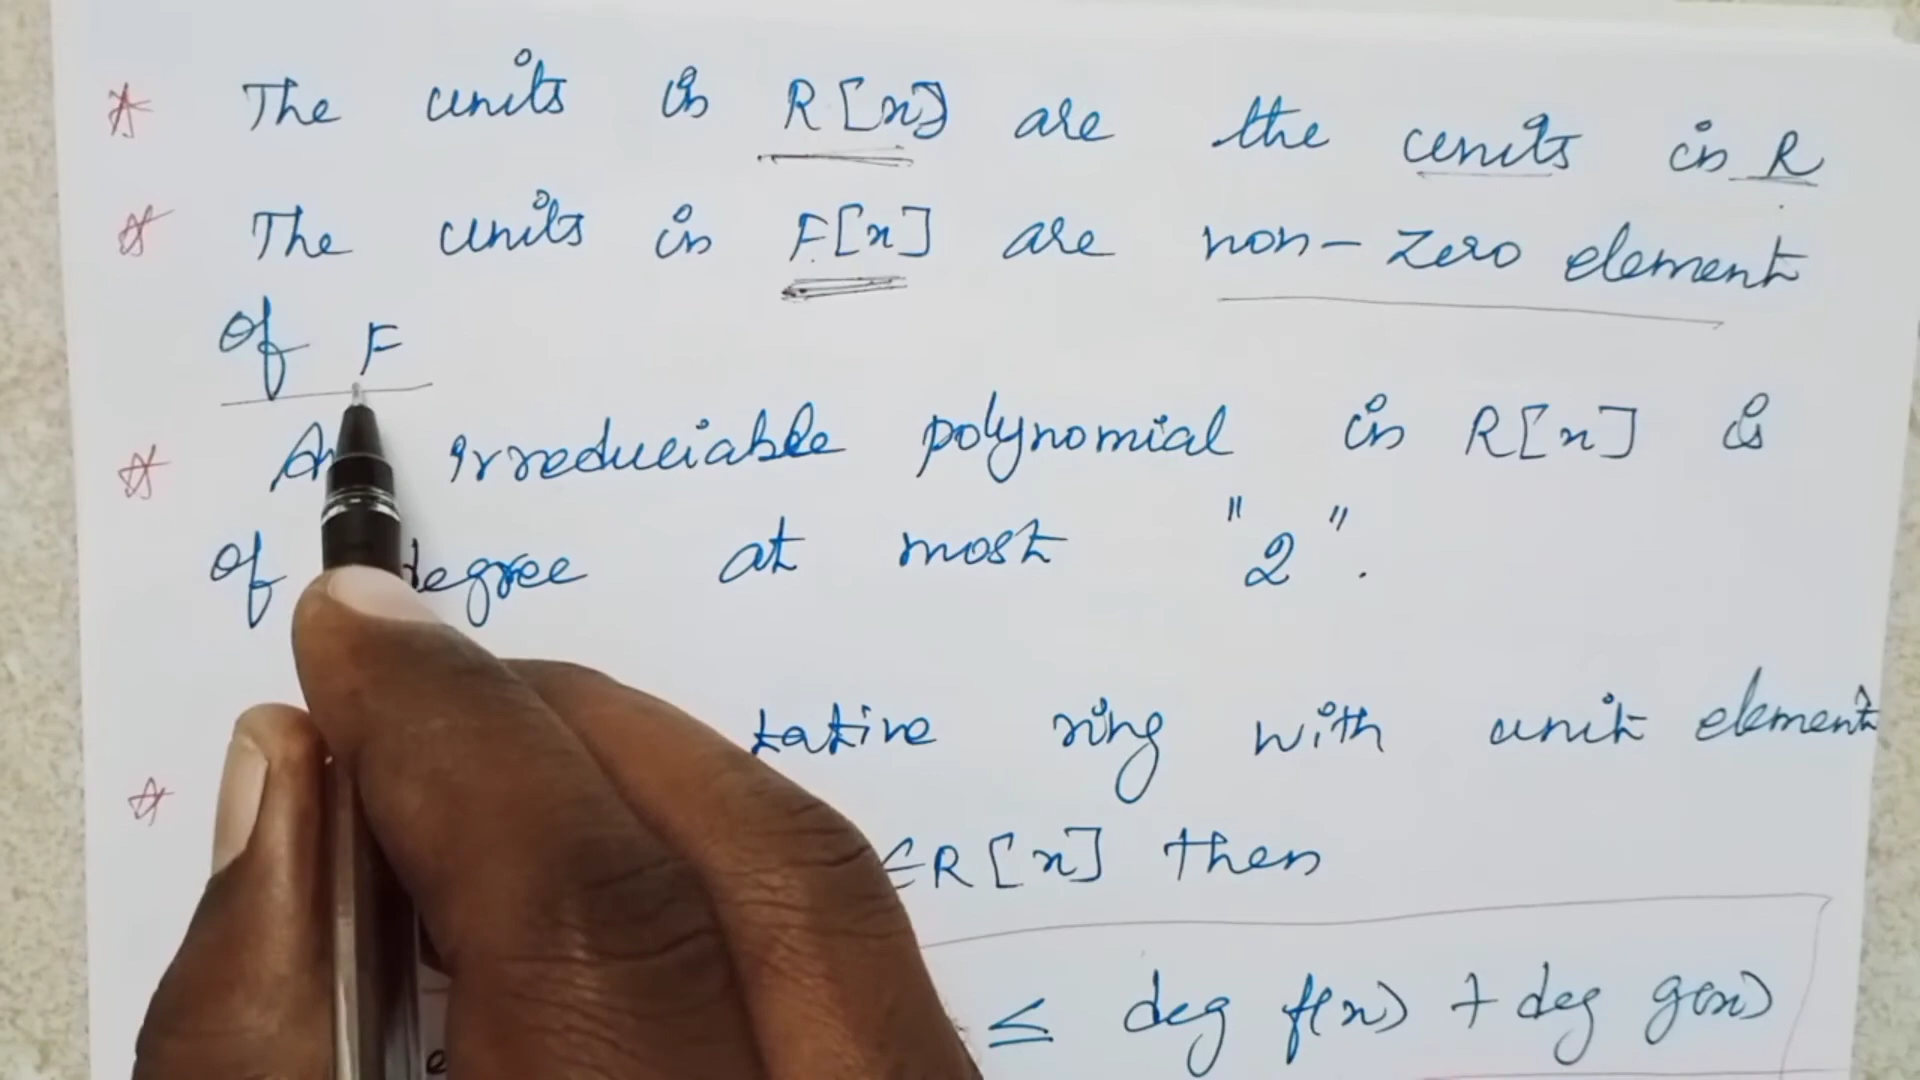 The units in R[x] are the units in R
The units in F[x] are non-zero element
of F
An irreduciable polynomial in R[x] is
of degree at most "2".
tative ring with unit element
∈R[x] then
≤ deg f(x) + deg g(x)